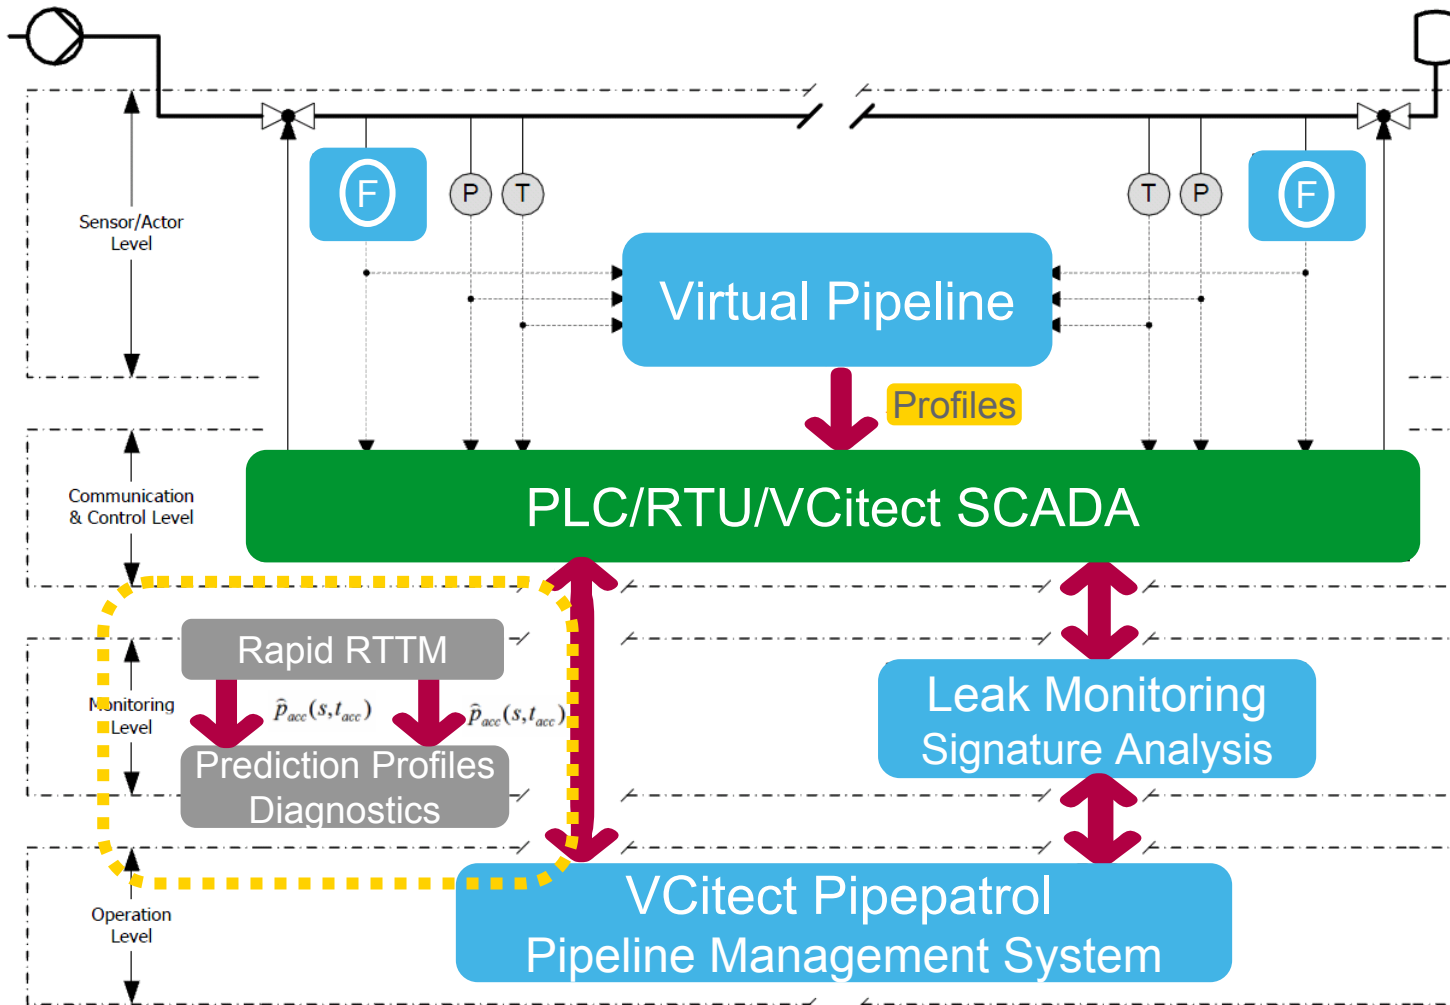 F
P
T
T
P
F
Sensor/Actor
Level
Virtual Pipeline
Profiles
Communication
& Control Level
PLC/RTU/VCitect SCADA
Rapid RTTM
Monitoring
Level
p̂acc(s,tacc)
p̂acc(s,tacc)
Prediction Profiles
Diagnostics
Leak Monitoring
Signature Analysis
Operation
Level
VCitect Pipepatrol
Pipeline Management System